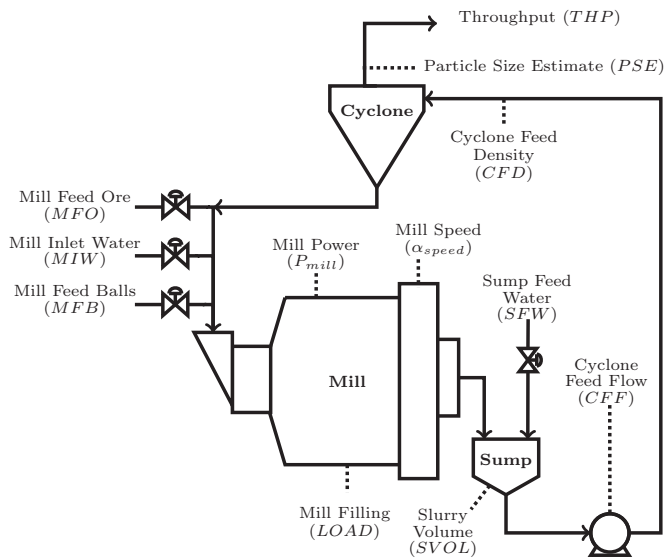 Throughput (THP)
Particle Size Estimate (PSE)
Cyclone
Cyclone Feed
Density
(CFD)
Mill Feed Ore
(MFO)
Mill Inlet Water
(MIW)
Mill Feed Balls
(MFB)
Mill Power
(P_mill)
Mill Speed
(α_speed)
Sump Feed
Water
(SFW)
Cyclone
Feed Flow
(CFF)
Mill
Sump
Mill Filling
(LOAD)
Slurry
Volume
(SVOL)